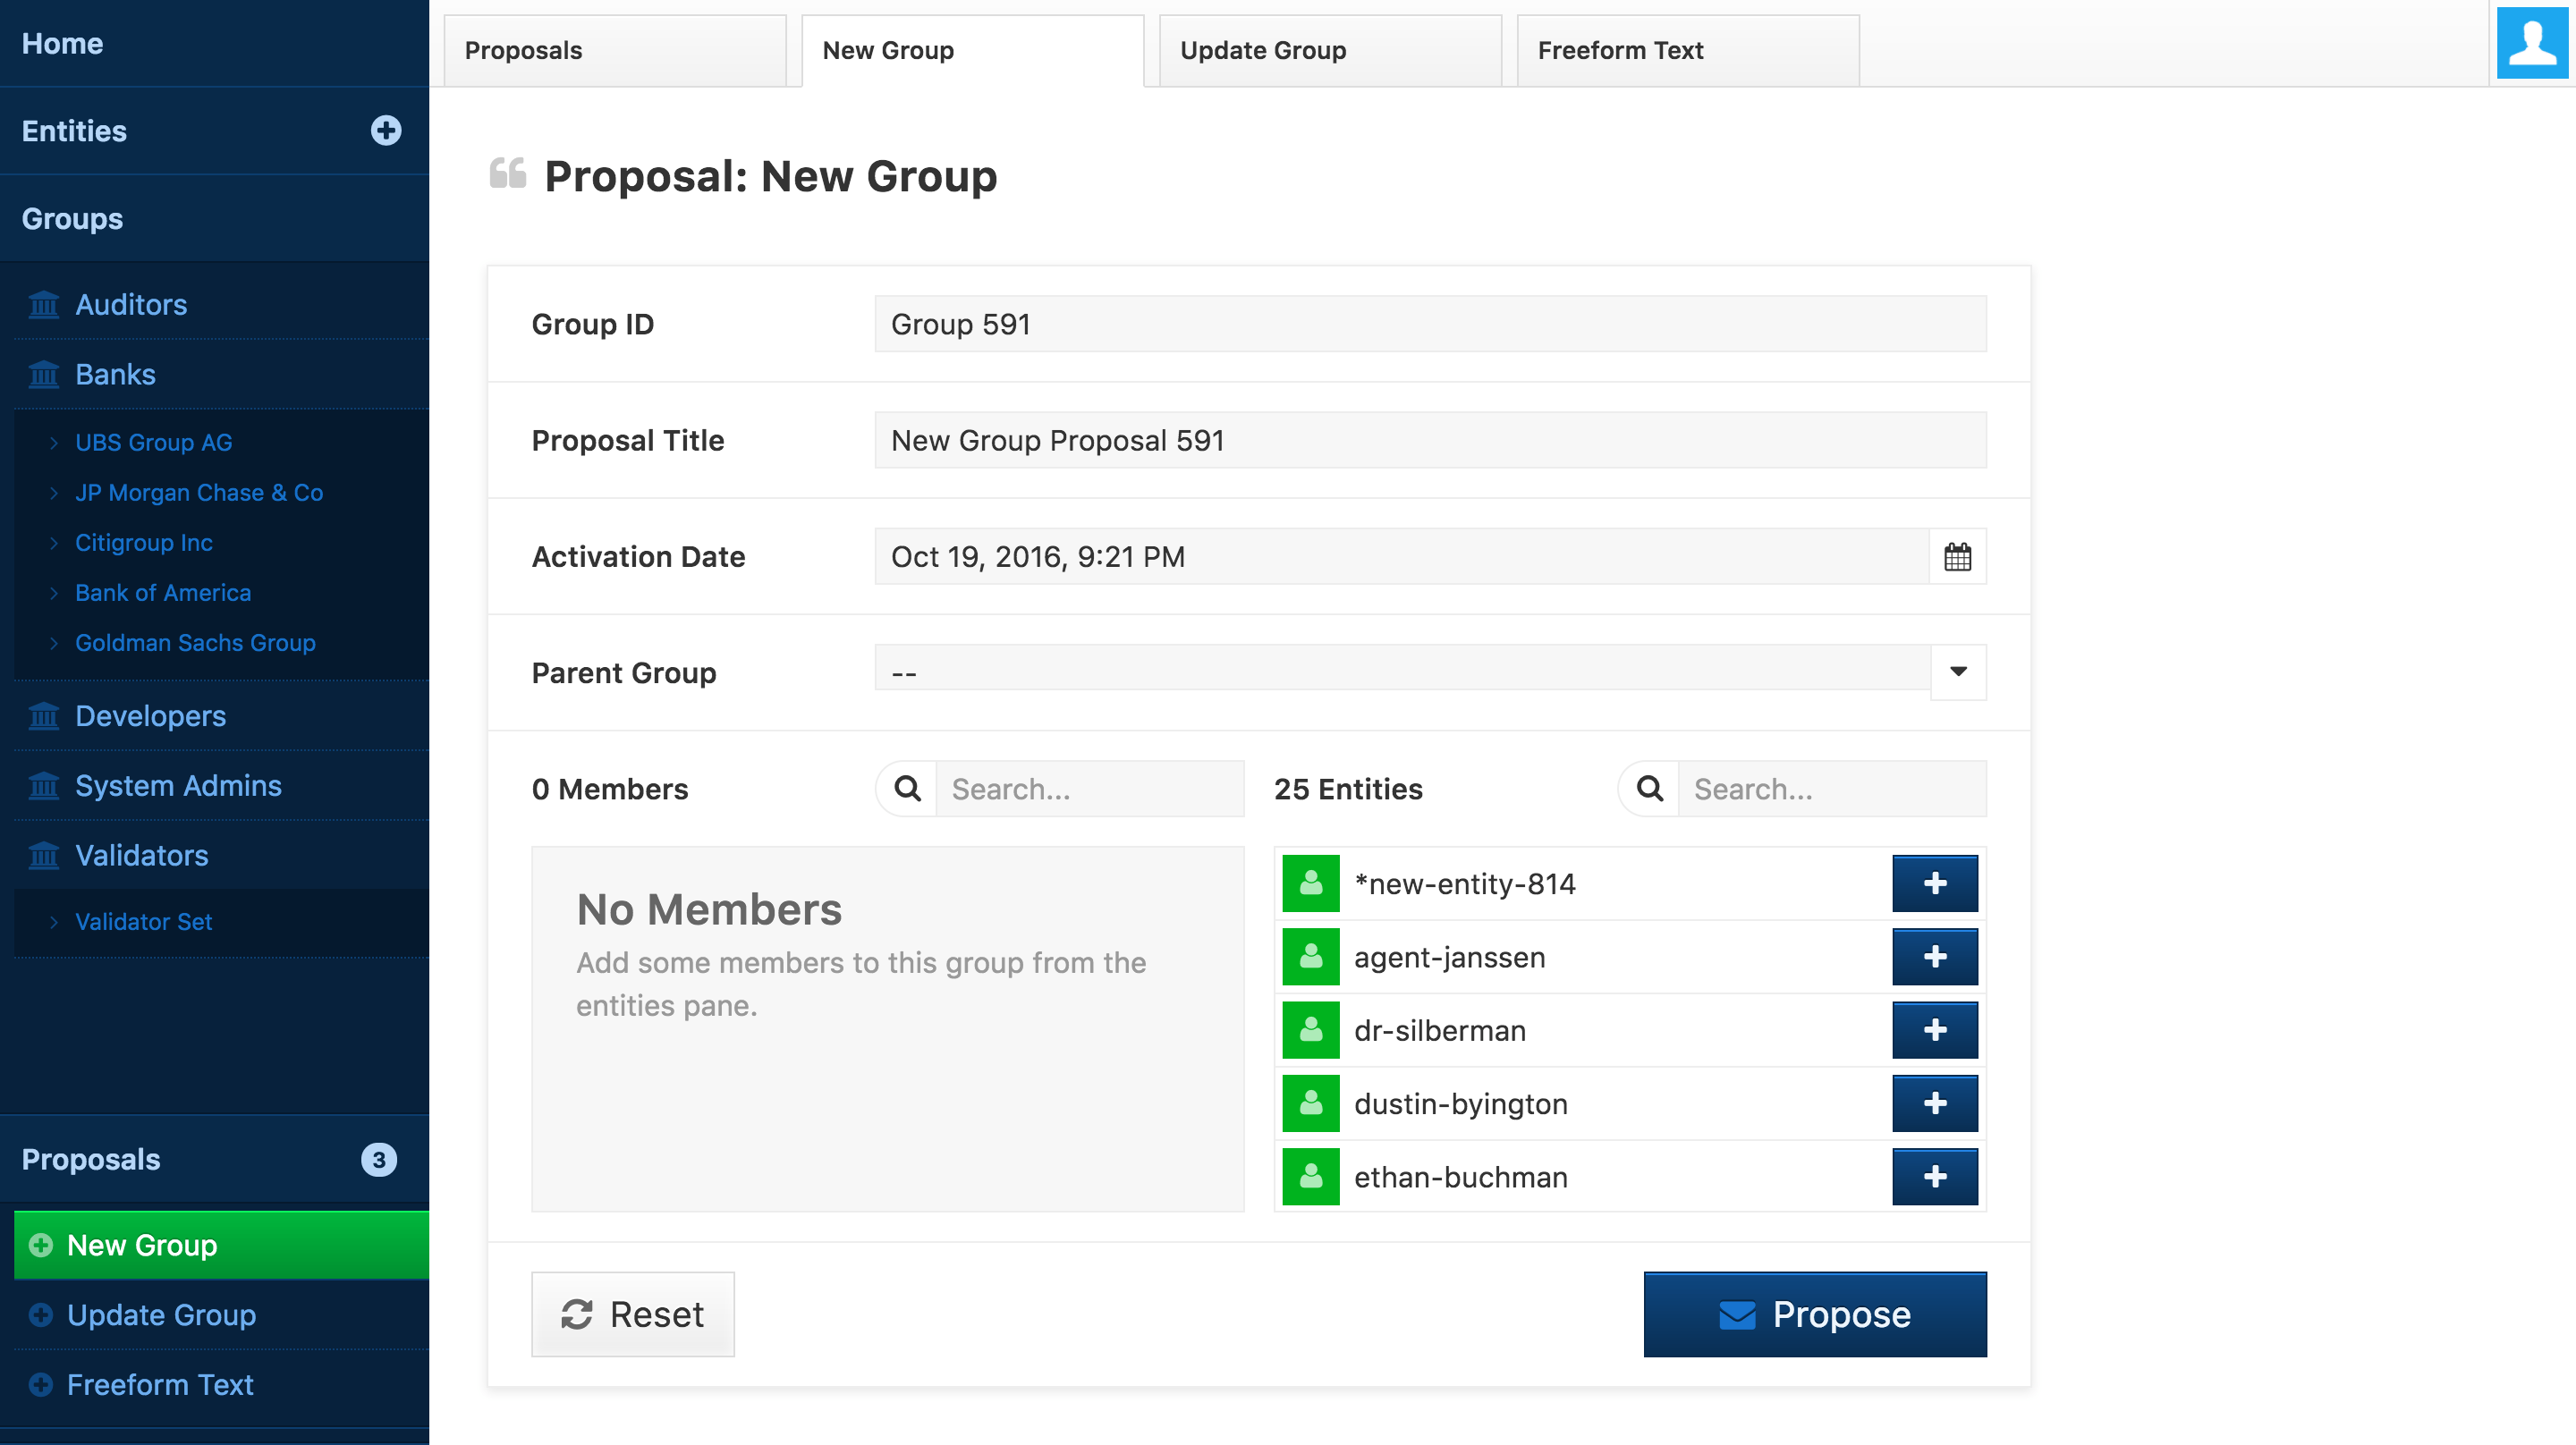 Home
Entities
Groups
Auditors
Banks
UBS Group AG
JP Morgan Chase & Co
Citigroup Inc
Bank of America
Goldman Sachs Group
Developers
System Admins
Validators
Validator Set
Proposals 3
New Group
Update Group
Freeform Text
Proposals New Group Update Group Freeform Text
Proposal: New Group
Group ID Group 591
Proposal Title New Group Proposal 591
Activation Date Oct 19, 2016, 9:21 PM
Parent Group --
0 Members Search... 25 Entities Search...
No Members
Add some members to this group from the
entities pane.
*new-entity-814
agent-janssen
dr-silberman
dustin-byington
ethan-buchman
Reset Propose